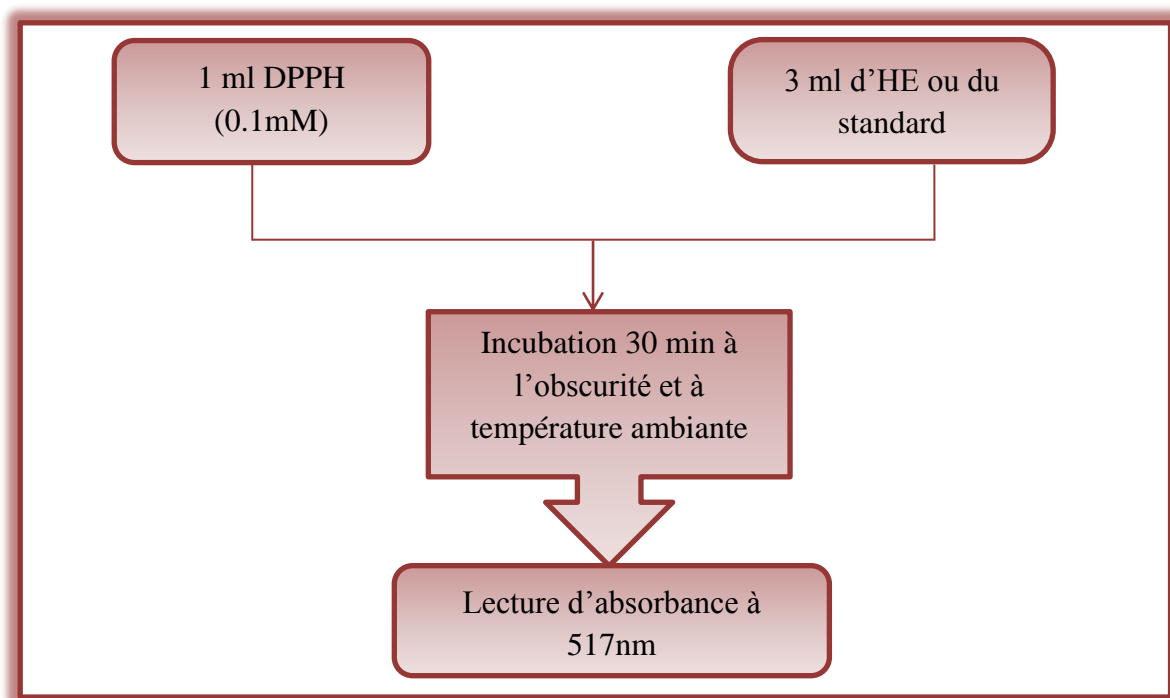 1 ml DPPH
(0.1mM)
3 ml d’HE ou du
standard
Incubation 30 min à
l’obscurité et à
température ambiante
Lecture d’absorbance à
517nm